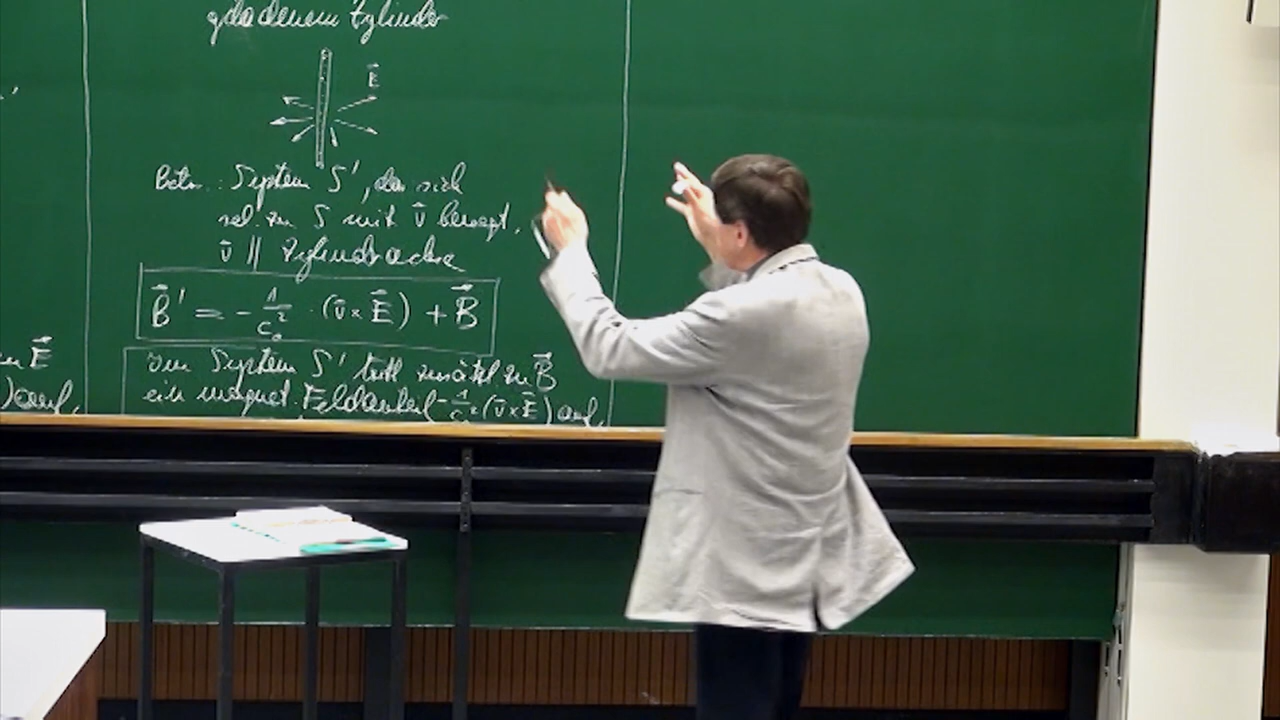 geladenem Zylinder
E
Betr. : System S', das sich
rel. zu S mit v bewegt,
v || Zylinderachse
B' = - 1/c₀² · (v × E) + B
Im System S' tritt zusätzl. zu B
ein magnet. Feldanteil - 1/c₀² (v × E) auf.
E
) auf.